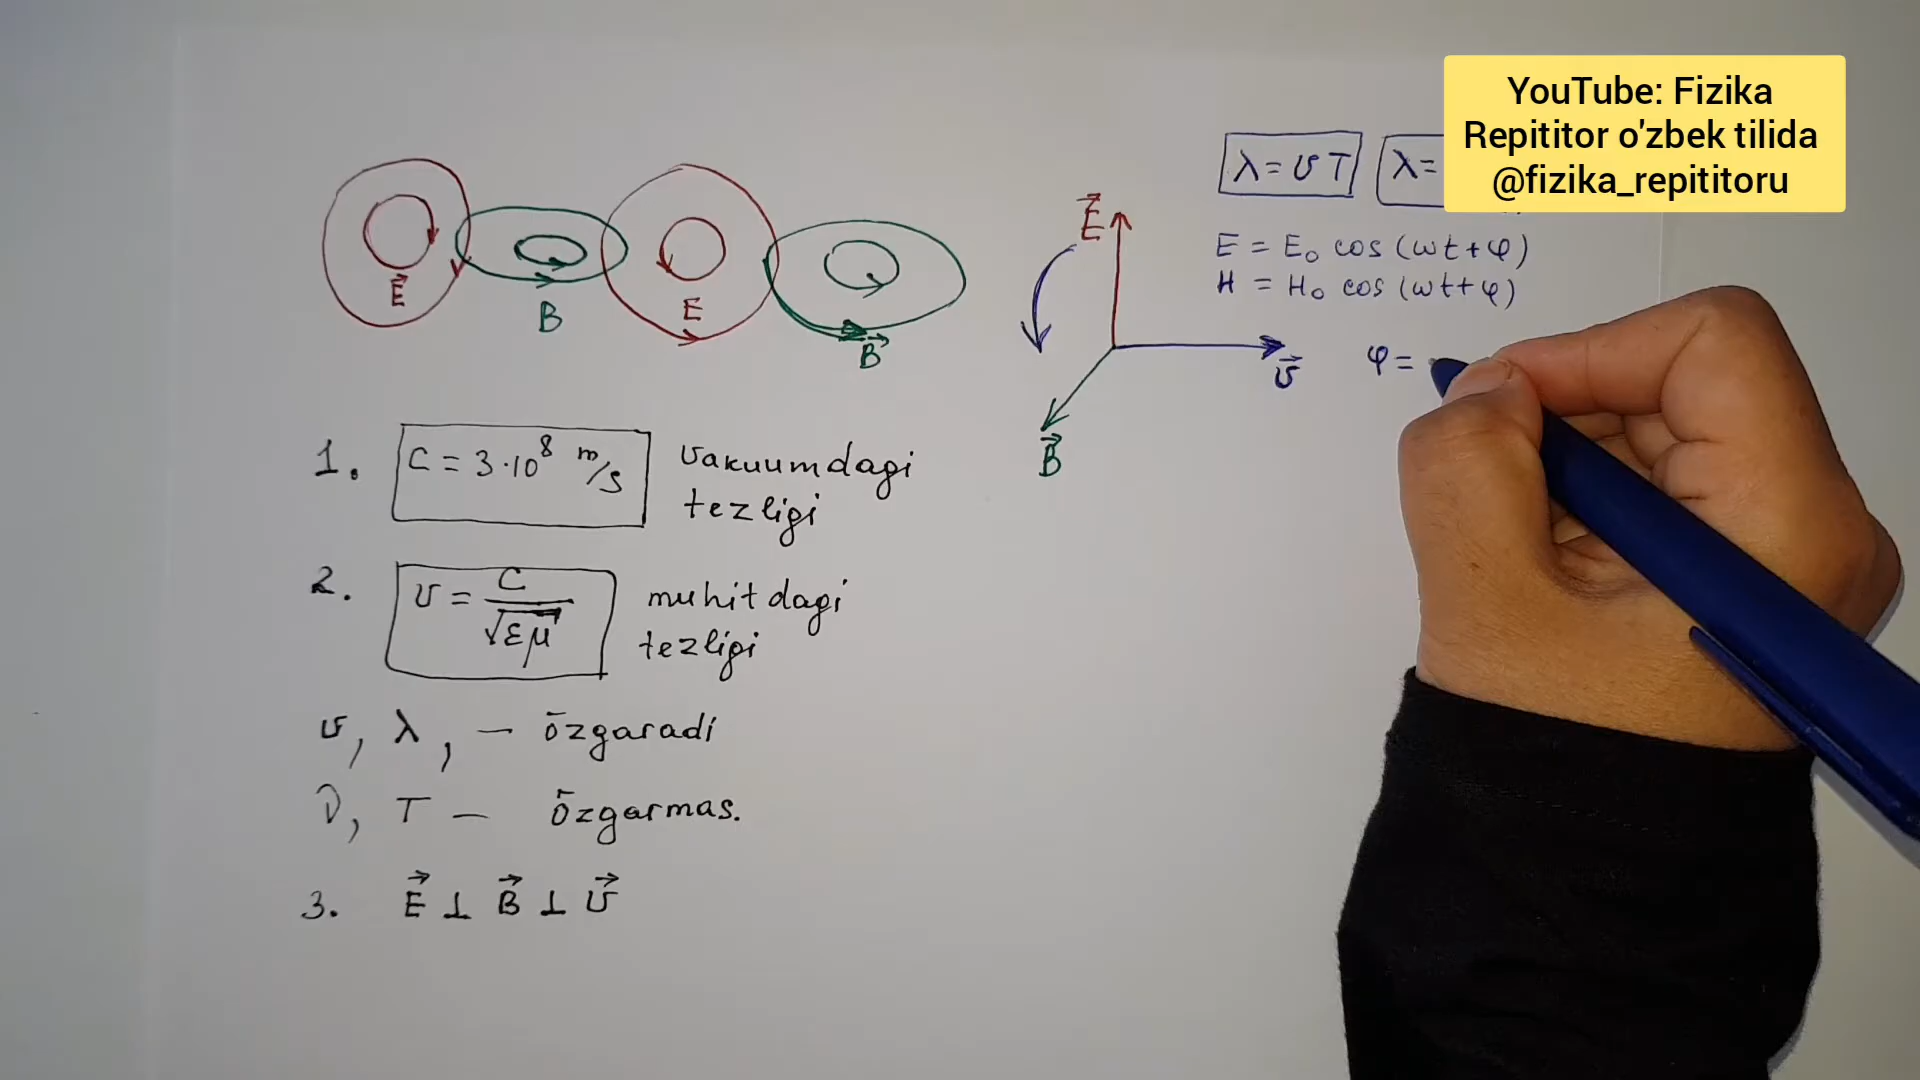 YouTube: Fizika
Repititor o'zbek tilida
@fizika_repititoru
λ = υ T
λ =
E = E₀ cos (ωt + φ)
H = H₀ cos (ωt + φ)
φ =
E⃗
B
E
B⃗
E⃗
υ⃗
B⃗
1. c = 3 · 10⁸ m/s vakuumdagi
tezligi
2. υ = c/√εμ muhitdagi
tezligi
υ, λ, – ōzgaradi
ν, T – ōzgarmas.
3. E⃗ ⊥ B⃗ ⊥ υ⃗